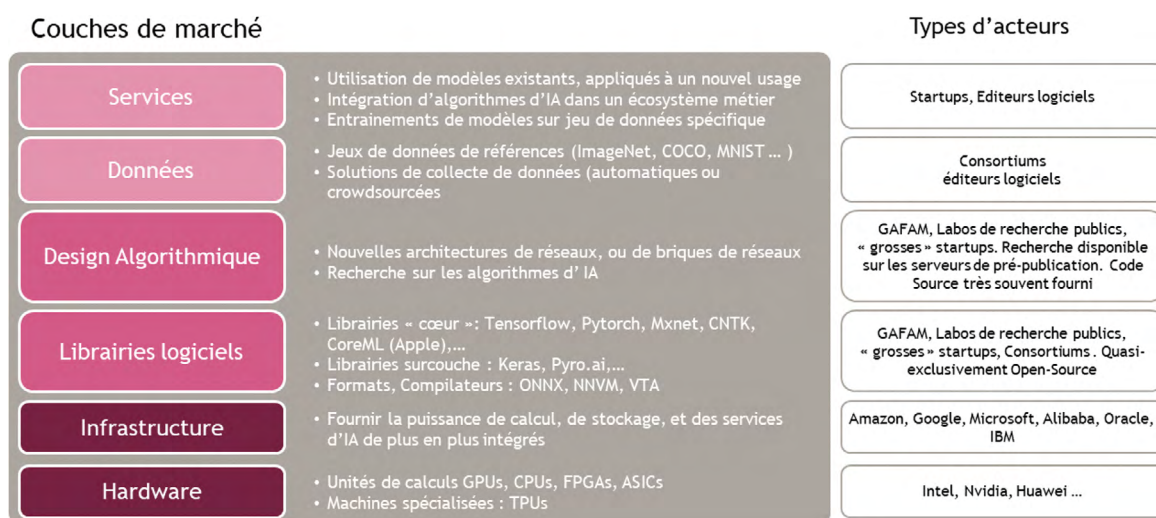 Couches de marché
Types d'acteurs
Services
• Utilisation de modèles existants, appliqués à un nouvel usage
• Intégration d'algorithmes d'IA dans un écosystème métier
• Entrainements de modèles sur jeu de données spécifique
Startups, Editeurs logiciels
Données
• Jeux de données de références (ImageNet, COCO, MNIST ... )
• Solutions de collecte de données (automatiques ou
crowdsourcées
Consortiums
éditeurs logiciels
Design Algorithmique
• Nouvelles architectures de réseaux, ou de briques de réseaux
• Recherche sur les algorithmes d' IA
GAFAM, Labos de recherche publics,
« grosses » startups. Recherche disponible
sur les serveurs de pré-publication. Code
Source très souvent fourni
Librairies logiciels
• Librairies « cœur »: Tensorflow, Pytorch, Mxnet, CNTK,
CoreML (Apple),...
• Librairies surcouche : Keras, Pyro.ai,...
• Formats, Compilateurs : ONNX, NNVM, VTA
GAFAM, Labos de recherche publics,
« grosses » startups, Consortiums . Quasi-
exclusivement Open-Source
Infrastructure
• Fournir la puissance de calcul, de stockage, et des services
d'IA de plus en plus intégrés
Amazon, Google, Microsoft, Alibaba, Oracle,
IBM
Hardware
• Unités de calculs GPUs, CPUs, FPGAs, ASICs
• Machines spécialisées : TPUs
Intel, Nvidia, Huawei ...